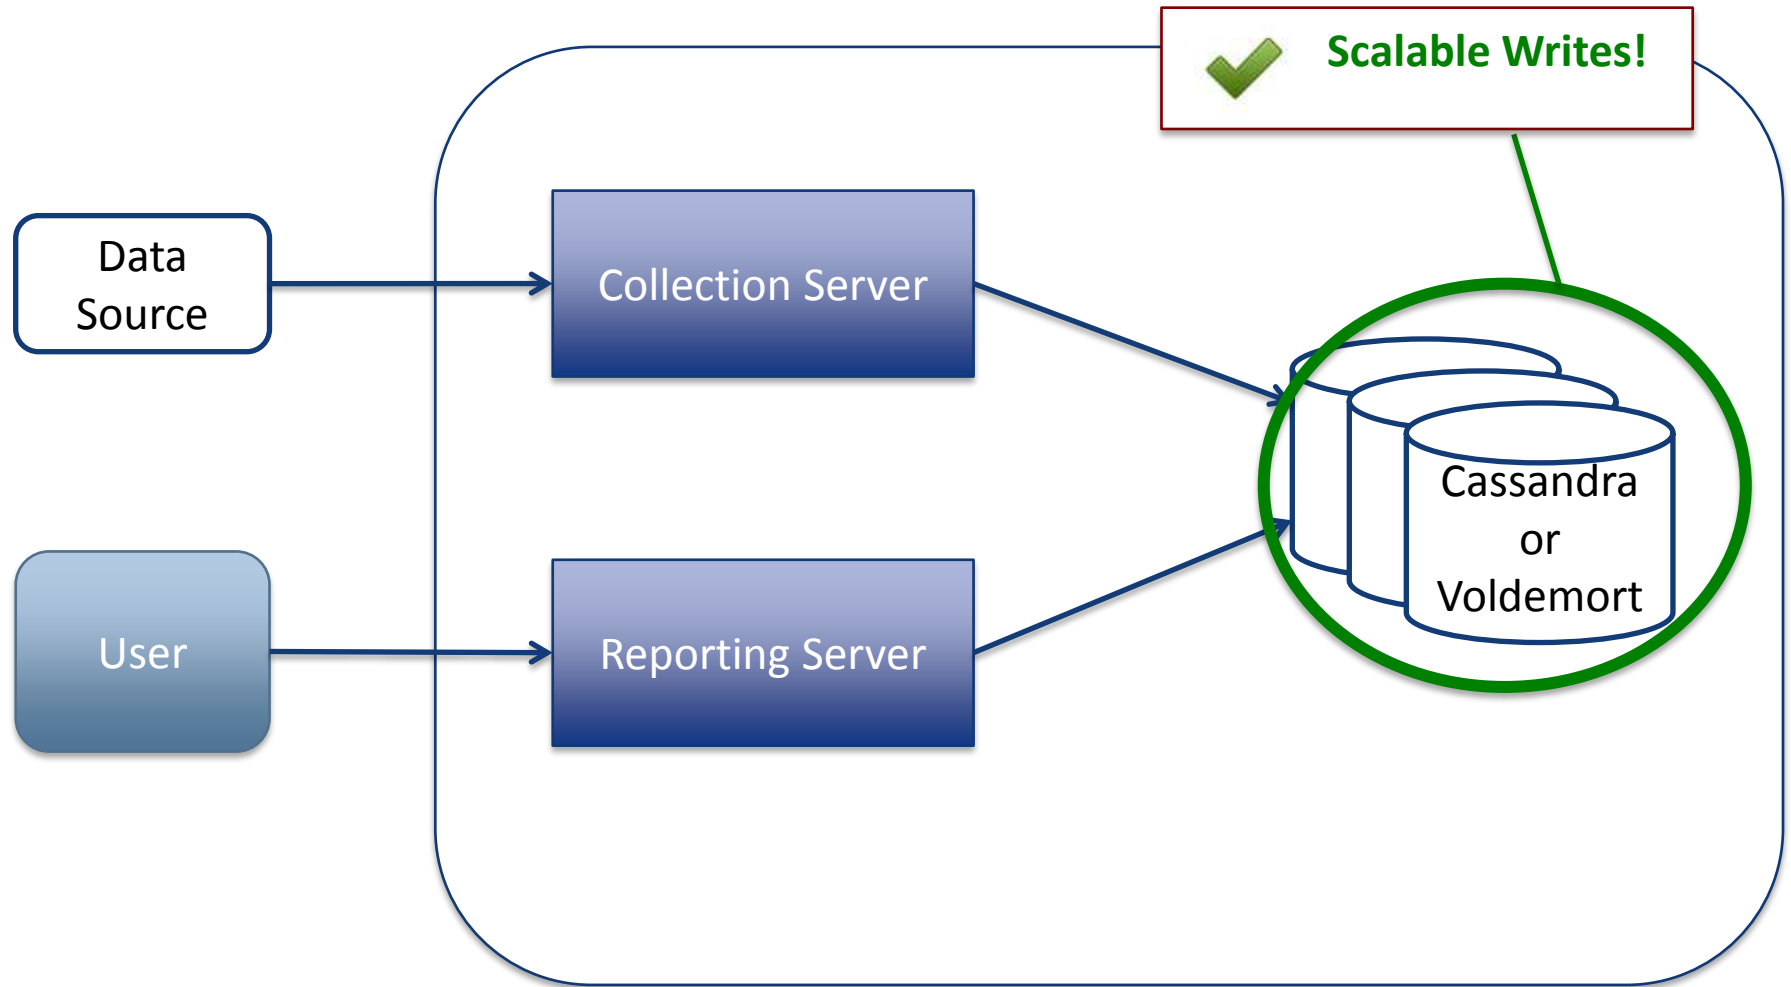 Scalable Writes!
Data
Source
Collection Server
Cassandra
or
Voldemort
User
Reporting Server